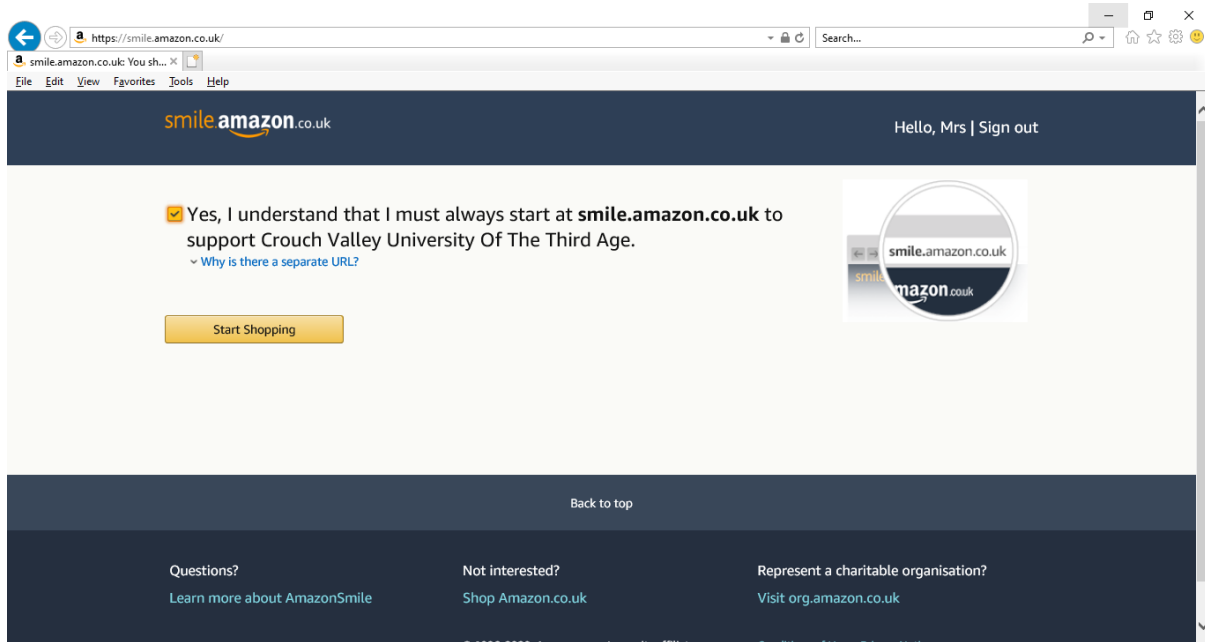 https://smile.amazon.co.uk/
Search...
smile.amazon.co.uk: You sh...
File Edit View Favorites Tools Help
smile.amazon.co.uk
Hello, Mrs | Sign out
Yes, I understand that I must always start at smile.amazon.co.uk to
support Crouch Valley University Of The Third Age.
Why is there a separate URL?
smile.amazon.co.uk
smile
mazon.co.uk
Start Shopping
Back to top
Questions?
Not interested?
Represent a charitable organisation?
Learn more about AmazonSmile
Shop Amazon.co.uk
Visit org.amazon.co.uk